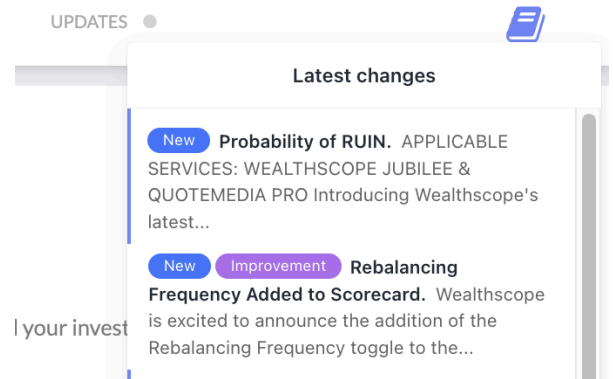 UPDATES
Latest changes
New Probability of RUIN. APPLICABLE
SERVICES: WEALTHSCOPE JUBILEE &
QUOTEMEDIA PRO Introducing Wealthscope's
latest...
New Improvement Rebalancing
Frequency Added to Scorecard. Wealthscope
is excited to announce the addition of the
Rebalancing Frequency toggle to the...
l your invest